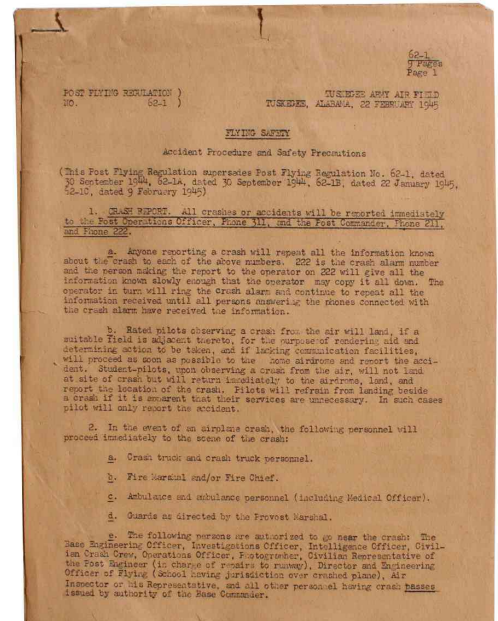 62-1
9 Pages
Page 1
POST FLYING REGULATION )
NO. 62-1 )
TUSKEGEE ARMY AIR FIELD
TUSKEGEE, ALABAMA, 22 FEBRUARY 1945
FLYING SAFETY
Accident Procedure and Safety Precautions
(This Post Flying Regulation supersedes Post Flying Regulation No. 62-1, dated
30 September 1944, 62-1A, dated 30 September 1944, 62-1B, dated 22 January 1945,
62-1C, dated 9 February 1945)
1. CRASH REPORT. All crashes or accidents will be reported immediately
to the Post Operations Officer, Phone 311, and the Post Commander, Phone 211,
and Phone 222.
a. Anyone reporting a crash will repeat all the information known
about the crash to each of the above numbers. 222 is the crash alarm number
and the person making the report to the operator on 222 will give all the
information known slowly enough that the operator may copy it all down. The
operator in turn will ring the crash alarm and continue to repeat all the
information received until all persons answering the phones connected with
the crash alarm have received the information.
b. Rated pilots observing a crash from the air will land, if a
suitable field is adjacent thereto, for the purpose of rendering aid and
determining action to be taken, and if lacking communication facilities,
will proceed as soon as possible to the home airdrome and report the acci-
dent. Student-pilots, upon observing a crash from the air, will not land
at site of crash but will return immediately to the airdrome, land, and
report the location of the crash. Pilots will refrain from landing beside
a crash if it is apparent that their services are unnecessary. In such cases
pilot will only report the accident.
2. In the event of an airplane crash, the following personnel will
proceed immediately to the scene of the crash:
a. Crash truck and crash truck personnel.
b. Fire Marshal and/or Fire Chief.
c. Ambulance and ambulance personnel (including Medical Officer).
d. Guards as directed by the Provost Marshal.
e. The following persons are authorized to go near the crash: The
Base Engineering Officer, Investigations Officer, Intelligence Officer, Civil-
ian Crash Crew, Operations Officer, Photographer, Civilian Representative of
the Post Engineer (in charge of repairs to runway), Director and Engineering
Officer of Flying (School having jurisdiction over crashed plane), Air
Inspector or his Representative, and all other personnel having crash passes
issued by authority of the Base Commander.